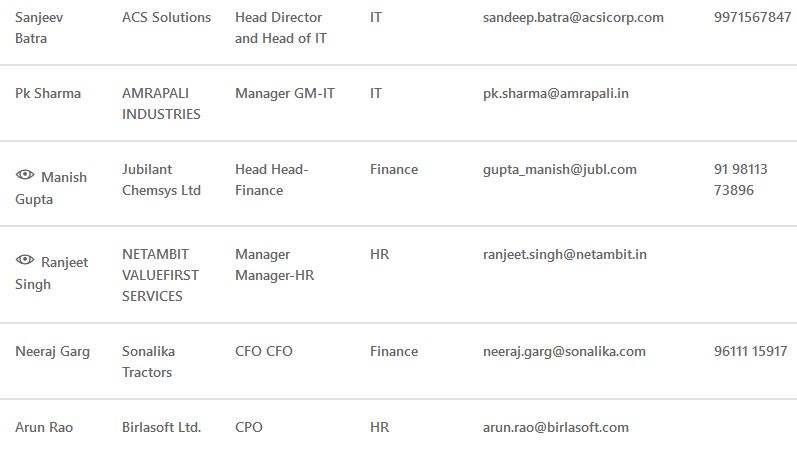 Sanjeev Batra ACS Solutions Head Director and Head of IT IT sandeep.batra@acsicorp.com 9971567847
Pk Sharma AMRAPALI INDUSTRIES Manager GM-IT IT pk.sharma@amrapali.in
Manish Gupta Jubilant Chemsys Ltd Head Head-Finance Finance gupta_manish@jubl.com 91 98113 73896
Ranjeet Singh NETAMBIT VALUEFIRST SERVICES Manager Manager-HR HR ranjeet.singh@netambit.in
Neeraj Garg Sonalika Tractors CFO CFO Finance neeraj.garg@sonalika.com 96111 15917
Arun Rao Birlasoft Ltd. CPO HR arun.rao@birlasoft.com